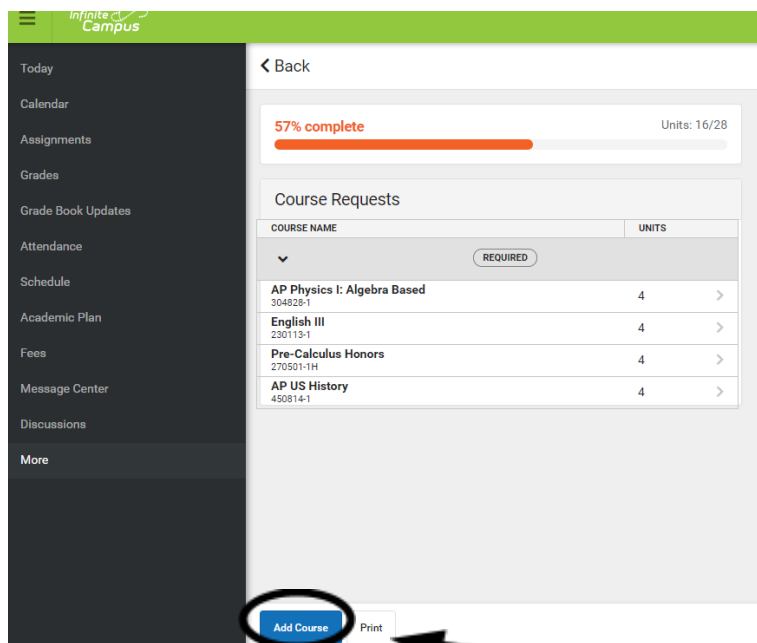 Infinite
Campus
Today
Calendar
Assignments
Grades
Grade Book Updates
Attendance
Schedule
Academic Plan
Fees
Message Center
Discussions
More
Back
57% complete Units: 16/28
Course Requests
COURSE NAME UNITS
REQUIRED
AP Physics I: Algebra Based
304828-1 4
English III
230113-1 4
Pre-Calculus Honors
270501-1H 4
AP US History
450814-1 4
Add Course Print